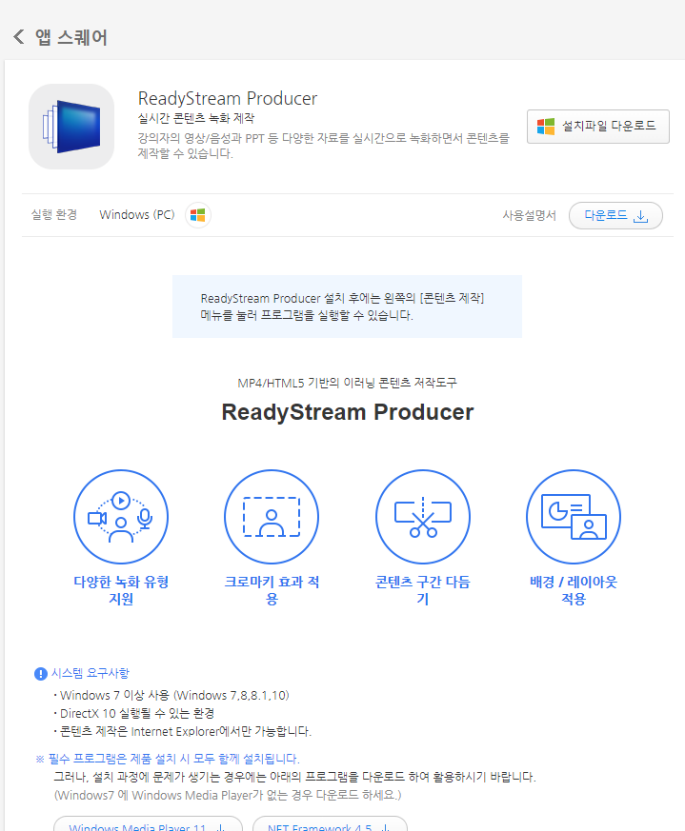 앱 스퀘어
ReadyStream Producer
실시간 콘텐츠 녹화 제작
강의자의 영상/음성과 PPT 등 다양한 자료를 실시간으로 녹화하면서 콘텐츠를
제작할 수 있습니다.
설치파일 다운로드
실행 환경 Windows (PC)
사용설명서 다운로드
ReadyStream Producer 설치 후에는 왼쪽의 [콘텐츠 제작]
메뉴를 눌러 프로그램을 실행할 수 있습니다.
MP4/HTML5 기반의 이러닝 콘텐츠 저작도구
ReadyStream Producer
다양한 녹화 유형
지원
크로마키 효과 적
용
콘텐츠 구간 다듬
기
배경 / 레이아웃
적용
시스템 요구사항
· Windows 7 이상 사용 (Windows 7,8,8.1,10)
· DirectX 10 실행될 수 있는 환경
· 콘텐츠 제작은 Internet Explorer에서만 가능합니다.
※ 필수 프로그램은 제품 설치 시 모두 함께 설치됩니다.
그러나, 설치 과정에 문제가 생기는 경우에는 아래의 프로그램을 다운로드 하여 활용하시기 바랍니다.
(Windows7 에 Windows Media Player가 없는 경우 다운로드 하세요.)
Windows Media Player 11
.NET Framework 4.5